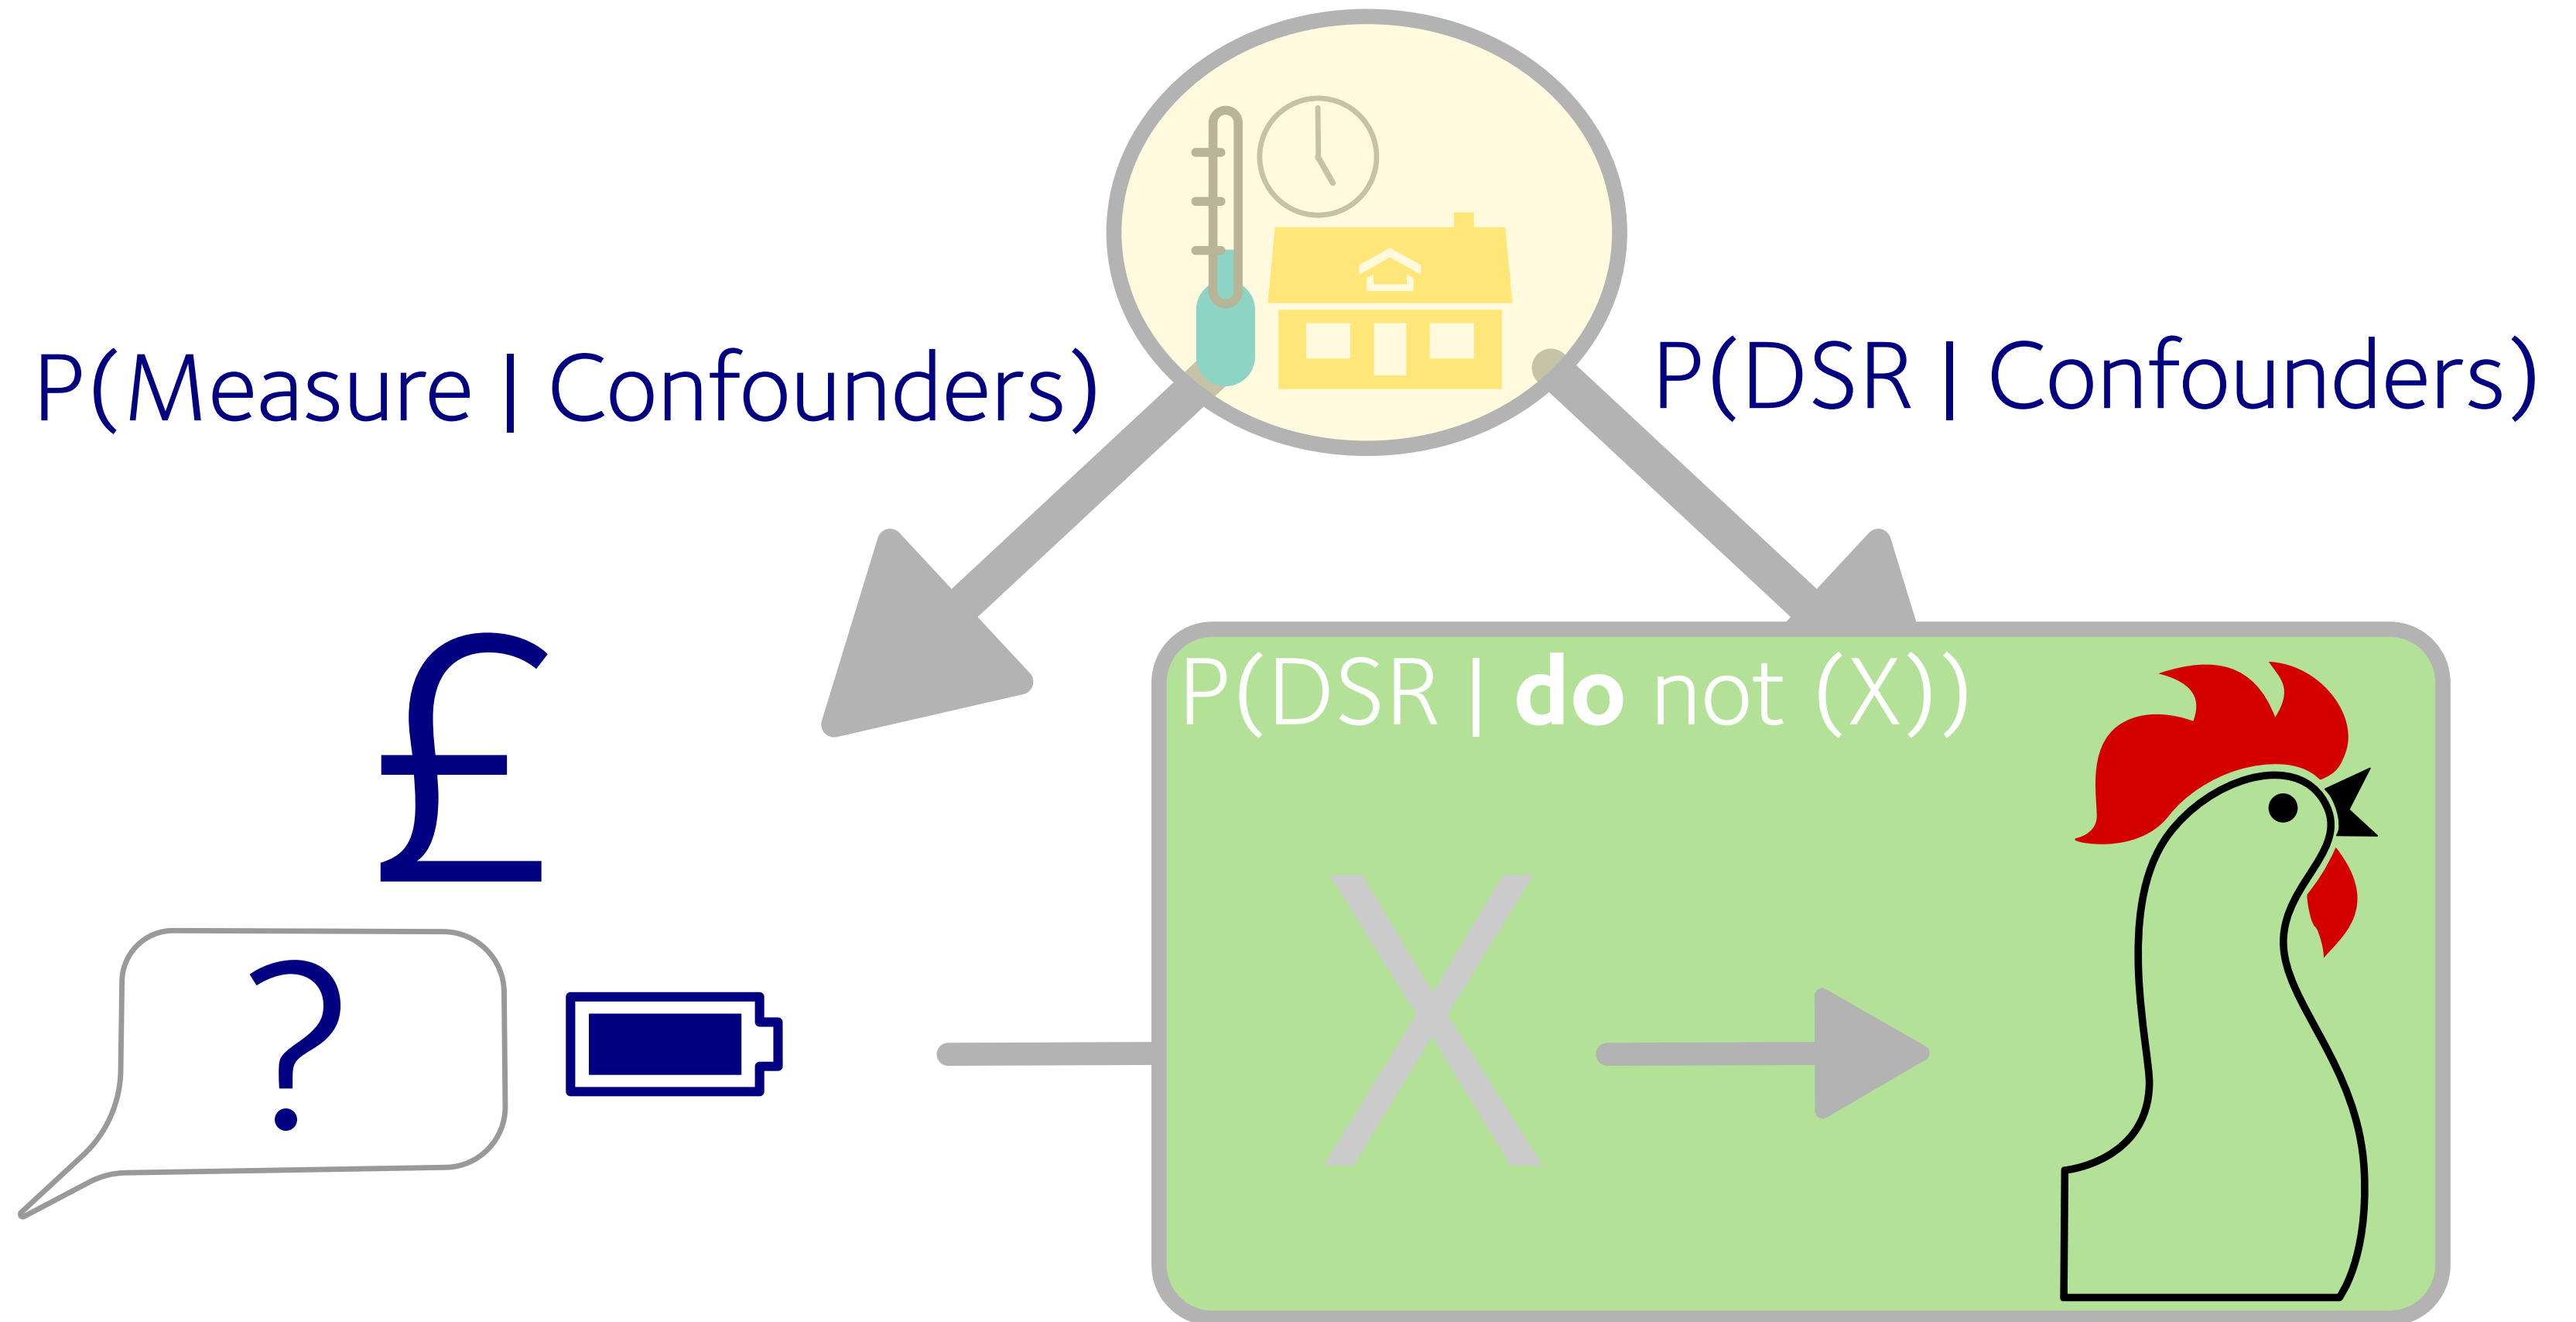 P(Measure | Confounders)
P(DSR | Confounders)
£
P(DSR | do not (X))
?
X